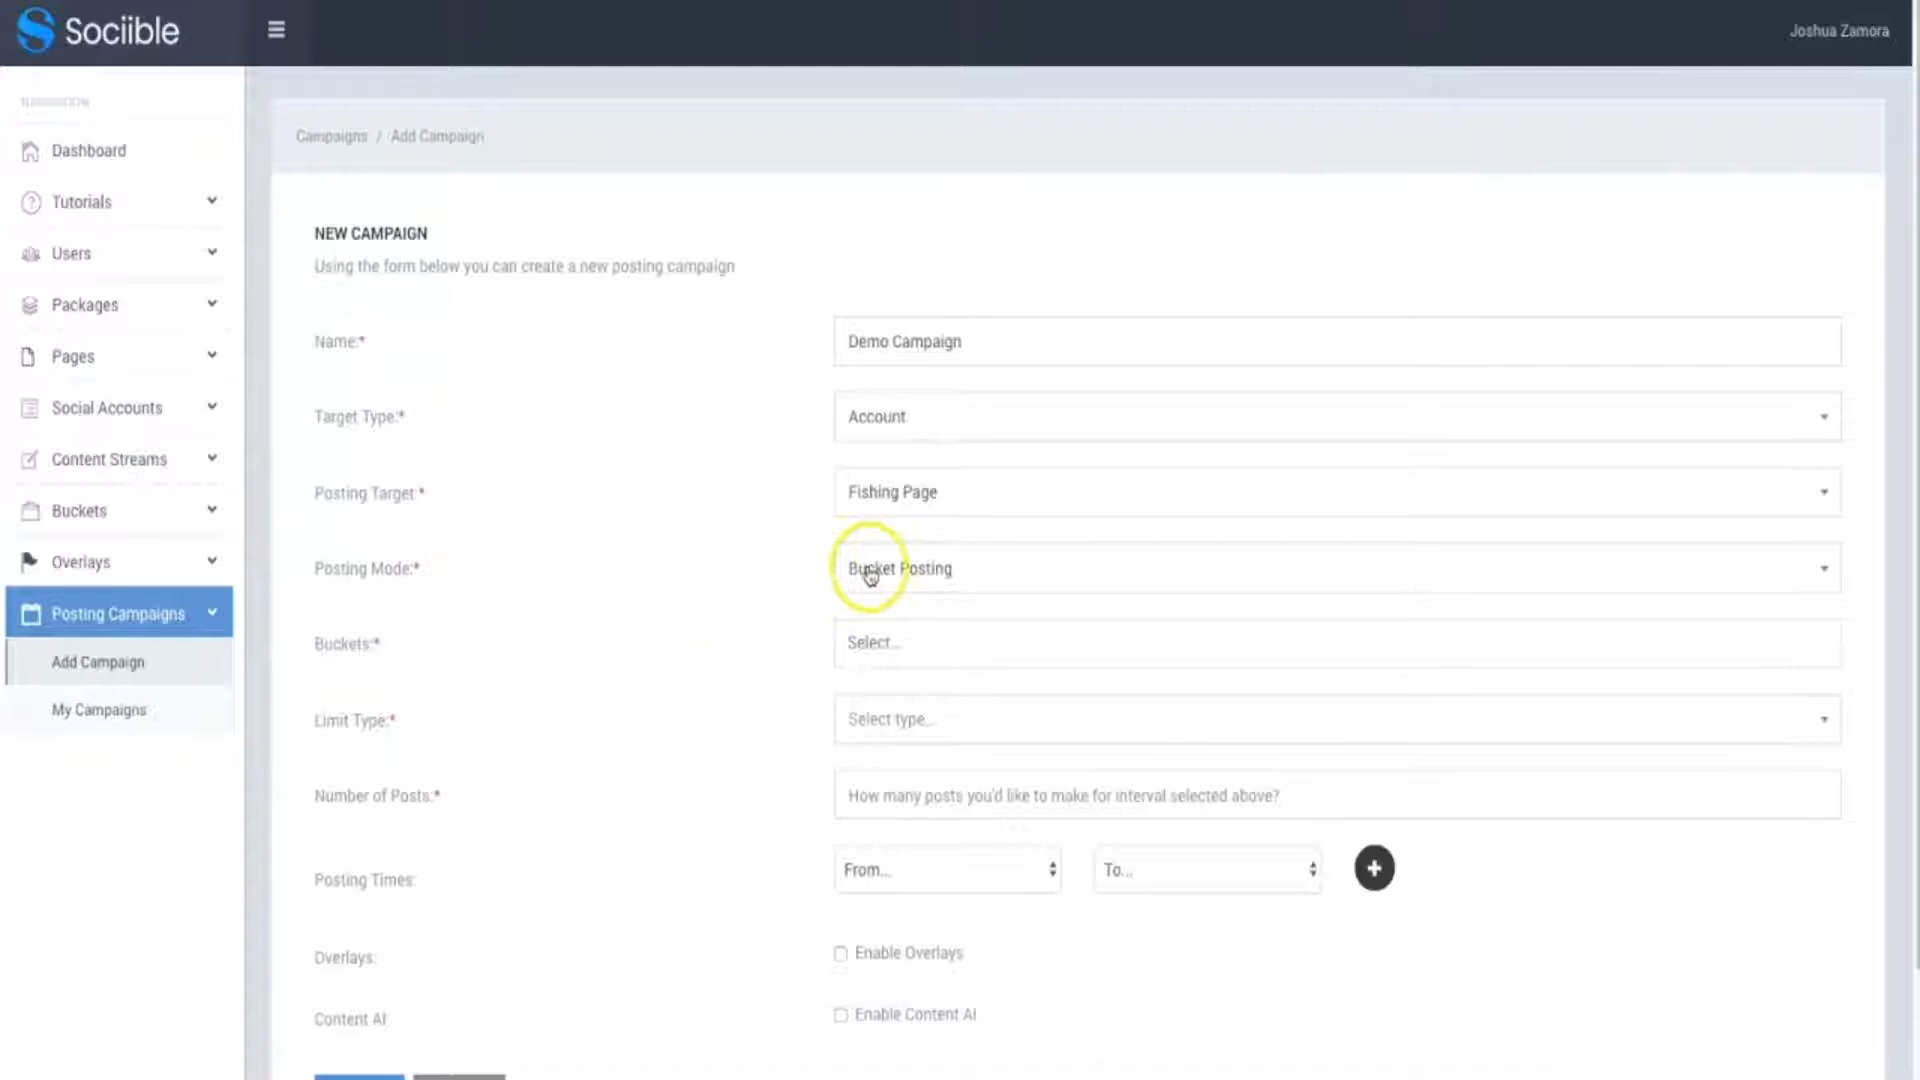 Sociible
Joshua Zamora
NAVIGATION
Dashboard
Tutorials
Users
Packages
Pages
Social Accounts
Content Streams
Buckets
Overlays
Posting Campaigns
Add Campaign
My Campaigns
Campaigns / Add Campaign
NEW CAMPAIGN
Using the form below you can create a new posting campaign
Name:* Demo Campaign
Target Type:* Account
Posting Target:* Fishing Page
Posting Mode:* Bucket Posting
Buckets:* Select...
Limit Type:* Select type...
Number of Posts:* How many posts you'd like to make for interval selected above?
Posting Times: From... To...
Overlays: Enable Overlays
Content AI Enable Content AI